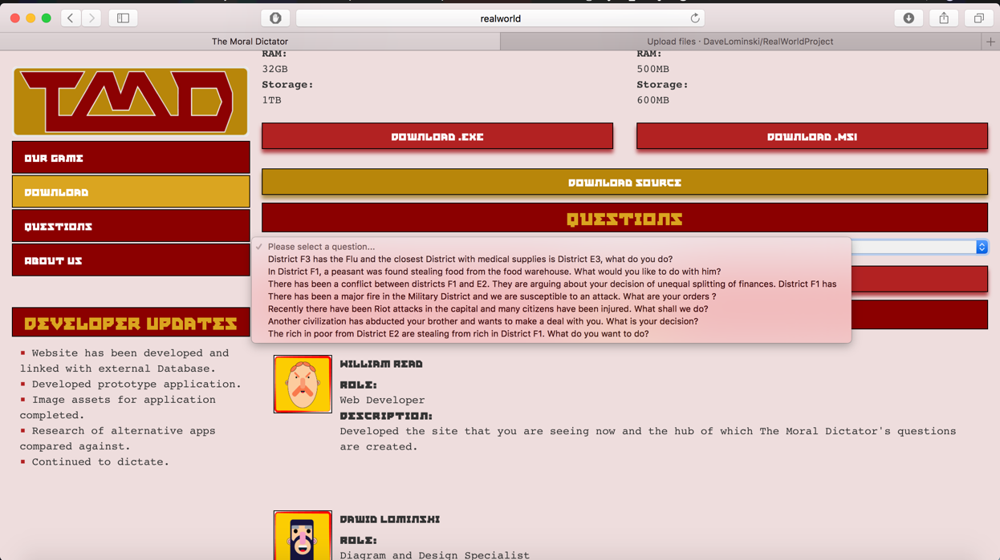 realworld
The Moral Dictator
Upload files · DaveLominski/RealWorldProject
TMD
OUR GAME
DOWNLOAD
QUESTIONS
ABOUT US
DEVELOPER UPDATES
Website has been developed and
linked with external Database.
Developed prototype application.
Image assets for application
completed.
Research of alternative apps
compared against.
Continued to dictate.
RAM:
32GB
Storage:
1TB
RAM:
500MB
Storage:
600MB
DOWNLOAD .EXE
DOWNLOAD .MSI
DOWNLOAD SOURCE
QUESTIONS
Please select a question...
District F3 has the Flu and the closest District with medical supplies is District E3, what do you do?
In District F1, a peasant was found stealing food from the food warehouse. What would you like to do with him?
There has been a conflict between districts F1 and E2. They are arguing about your decision of unequal splitting of finances. District F1 has
There has been a major fire in the Military District and we are susceptible to an attack. What are your orders ?
Recently there have been Riot attacks in the capital and many citizens have been injured. What shall we do?
Another civilization has abducted your brother and wants to make a deal with you. What is your decision?
The rich in poor from District E2 are stealing from rich in District F1. What do you want to do?
WILLIAM READ
ROLE:
Web Developer
DESCRIPTION:
Developed the site that you are seeing now and the hub of which The Moral Dictator's questions
are created.
DAWID LOMINSKI
ROLE:
Diagram and Design Specialist